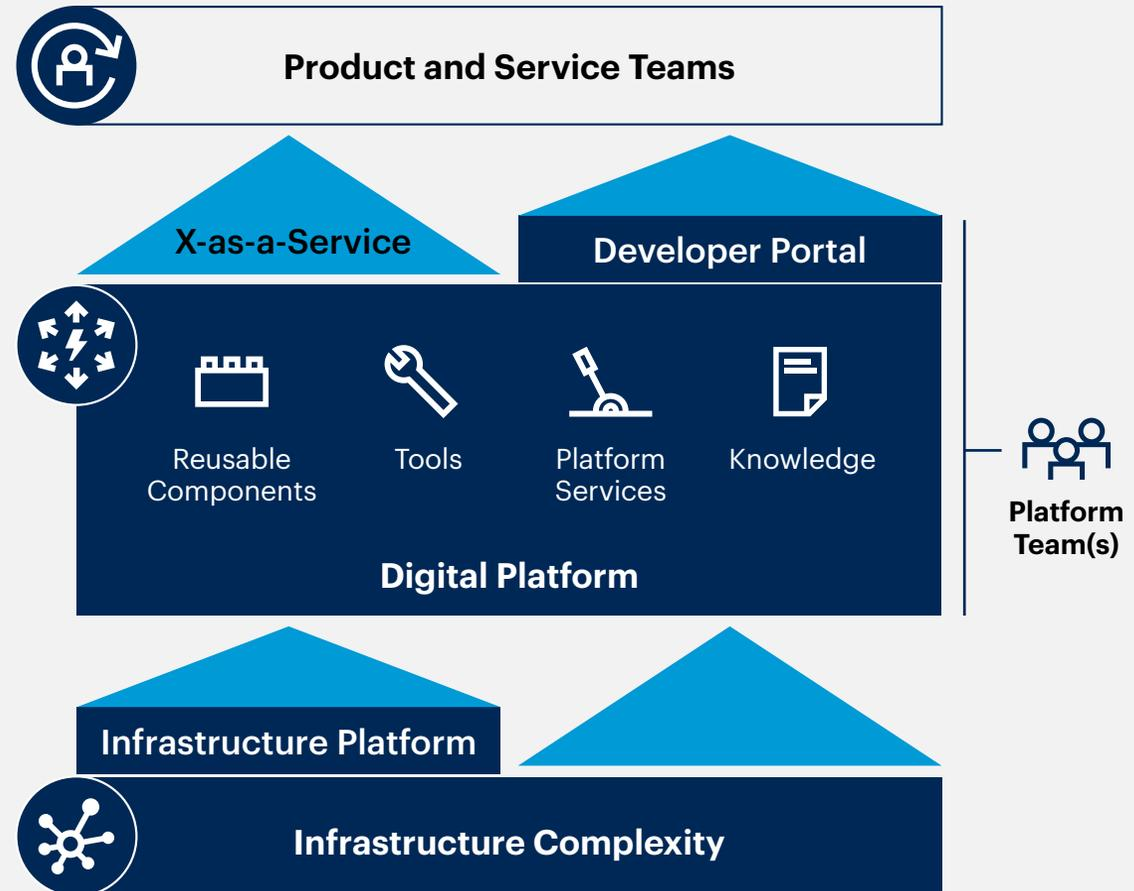 Product and Service Teams
X-as-a-Service
Developer Portal
Reusable
Components
Tools
Platform
Services
Knowledge
Platform
Team(s)
Digital Platform
Infrastructure Platform
Infrastructure Complexity